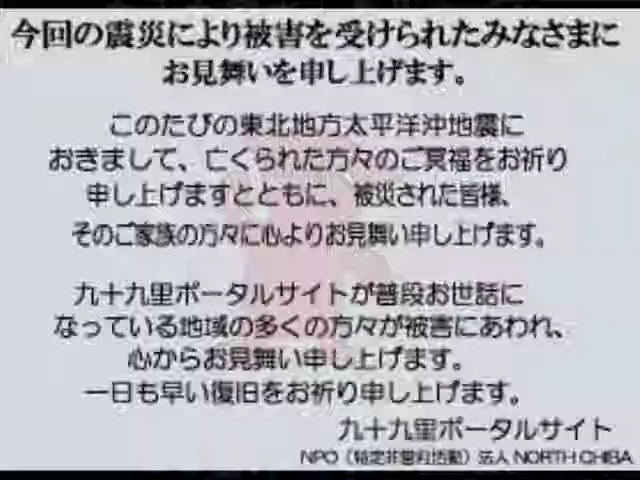 今回の震災により被害を受けられたみなさまに
お見舞いを申し上げます。
このたびの東北地方太平洋沖地震に
おきまして、亡くられた方々のご冥福をお祈り
申し上げますとともに、被災された皆様、
そのご家族の方々に心よりお見舞い申し上げます。
九十九里ポータルサイトが普段お世話に
なっている地域の多くの方々が被害にあわれ、
心からお見舞い申し上げます。
一日も早い復旧をお祈り申し上げます。
九十九里ポータルサイト
NPO（特定非営利活動）法人 NORTH CHIBA